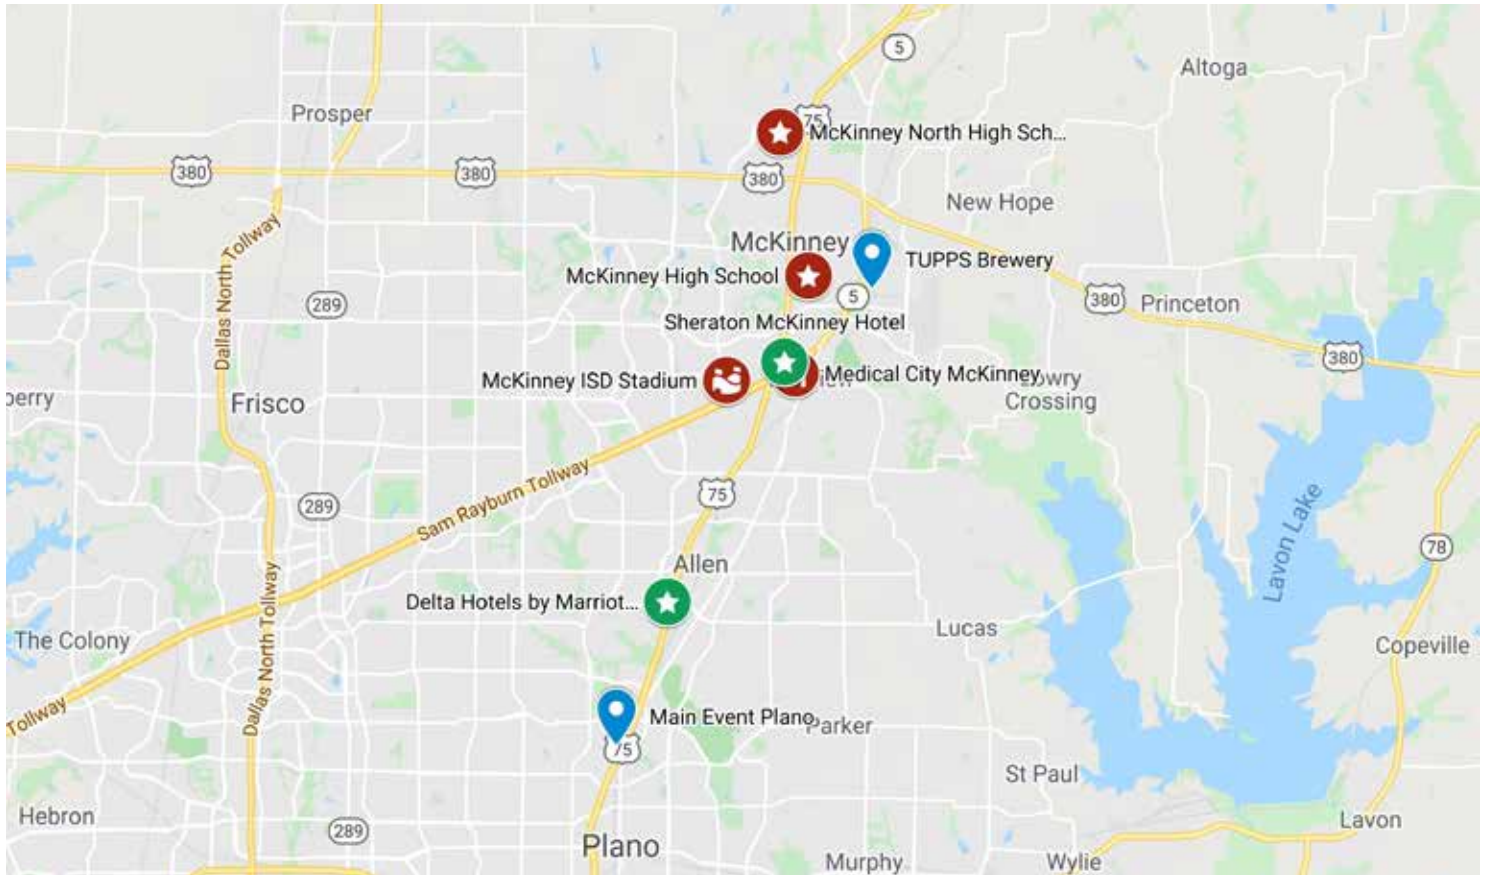 5
Altoga
Prosper
75
McKinney North High Sch...
380
380
380
New Hope
McKinney
TUPPS Brewery
Dallas North Tollway
McKinney High School
289
5
380
Princeton
Sheraton McKinney Hotel
380
McKinney ISD Stadium
Medical City McKinney
Lowry
Crossing
perry
Frisco
Sam Rayburn Tollway
75
289
Lavon Lake
78
Allen
Delta Hotels by Marriot...
The Colony
Dallas North Tollway
Lucas
Copeville
Tollway
Main Event Plano
Parker
75
St Paul
Hebron
289
Lavon
Plano
Murphy
Wylie